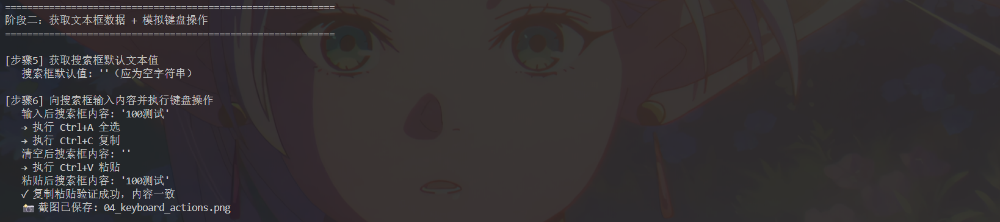 ============================================================
阶段二：获取文本框数据 + 模拟键盘操作
============================================================
[步骤5] 获取搜索框默认文本值
搜索框默认值: ''（应为空字符串）
[步骤6] 向搜索框输入内容并执行键盘操作
输入后搜索框内容: '100测试'
→ 执行 Ctrl+A 全选
→ 执行 Ctrl+C 复制
清空后搜索框内容: ''
→ 执行 Ctrl+V 粘贴
粘贴后搜索框内容: '100测试'
✓ 复制粘贴验证成功，内容一致
📸 截图已保存: 04_keyboard_actions.png